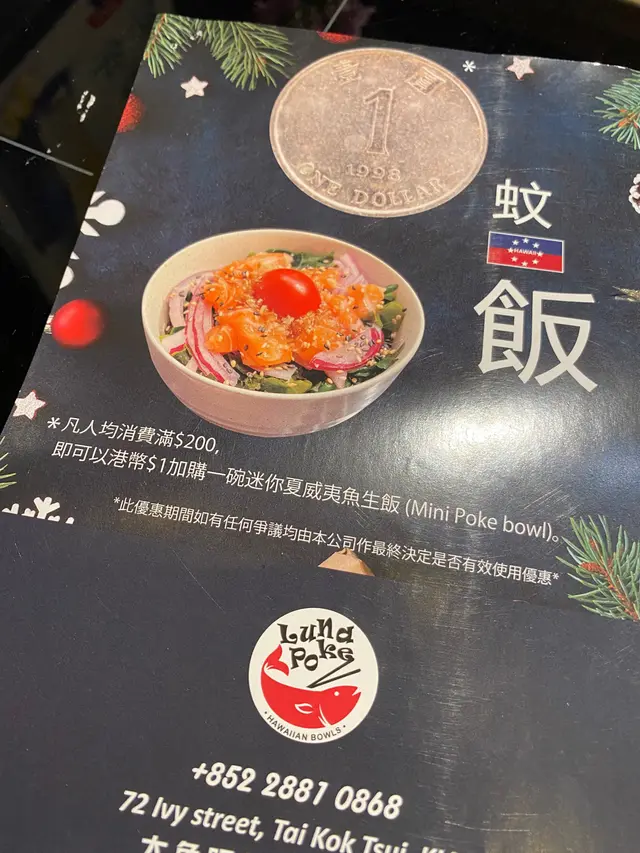 壹圓
1
1998
ONE DOLLAR
*
蚊
HAWAII
飯
*凡人均消費滿$200,
即可以港幣$1加購一碗迷你夏威夷魚生飯 (Mini Poke bowl)。
*此優惠期間如有任何爭議均由本公司作最終決定是否有效使用優惠*
Luna
Poke
• HAWAIIAN BOWLS •
+852 2881 0868
72 Ivy street, Tai Kok Tsui,